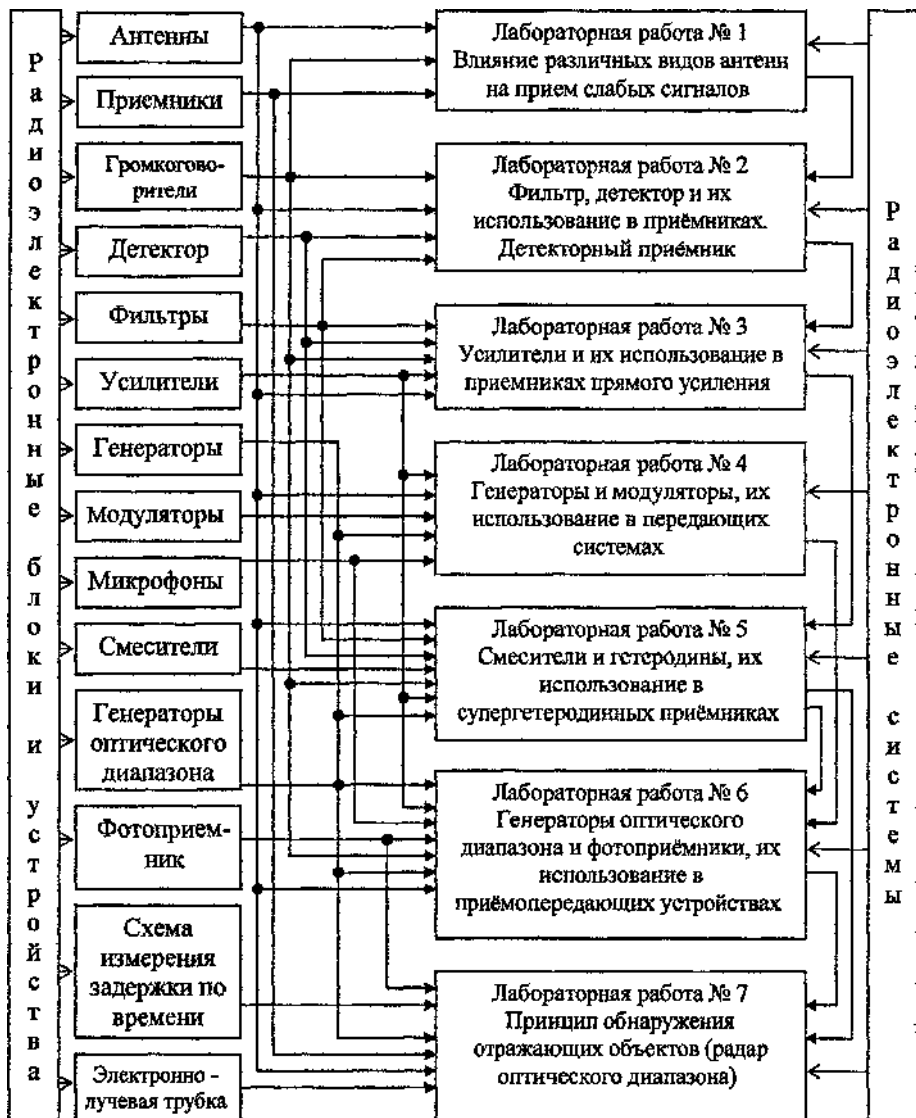 Радиоэлектронные блоки и устройства
Антенны
Приемники
Громкогово-
рители
Детектор
Фильтры
Усилители
Генераторы
Модуляторы
Микрофоны
Смесители
Генераторы
оптического
диапазона
Фотоприем-
ник
Схема
измерения
задержки по
времени
Электронно -
лучевая трубка
Лабораторная работа № 1
Влияние различных видов антенн
на прием слабых сигналов
Лабораторная работа № 2
Фильтр, детектор и их
использование в приёмниках.
Детекторный приёмник
Лабораторная работа № 3
Усилители и их использование в
приемниках прямого усиления
Лабораторная работа № 4
Генераторы и модуляторы, их
использование в передающих
системах
Лабораторная работа № 5
Смесители и гетеродины, их
использование в
супергетеродинных приёмниках
Лабораторная работа № 6
Генераторы оптического
диапазона и фотоприёмники, их
использование в
приёмопередающих устройствах
Лабораторная работа № 7
Принцип обнаружения
отражающих объектов (радар
оптического диапазона)
Радиоэлектронные системы